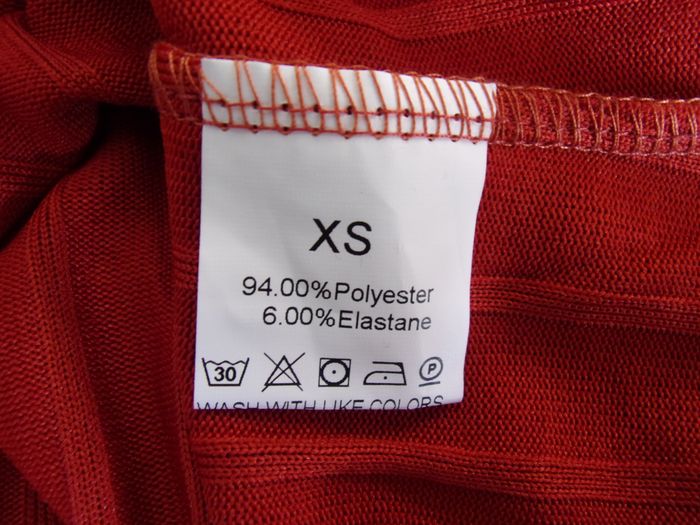 XS
94.00%Polyester
6.00%Elastane
30 P
WASH WITH LIKE COLORS